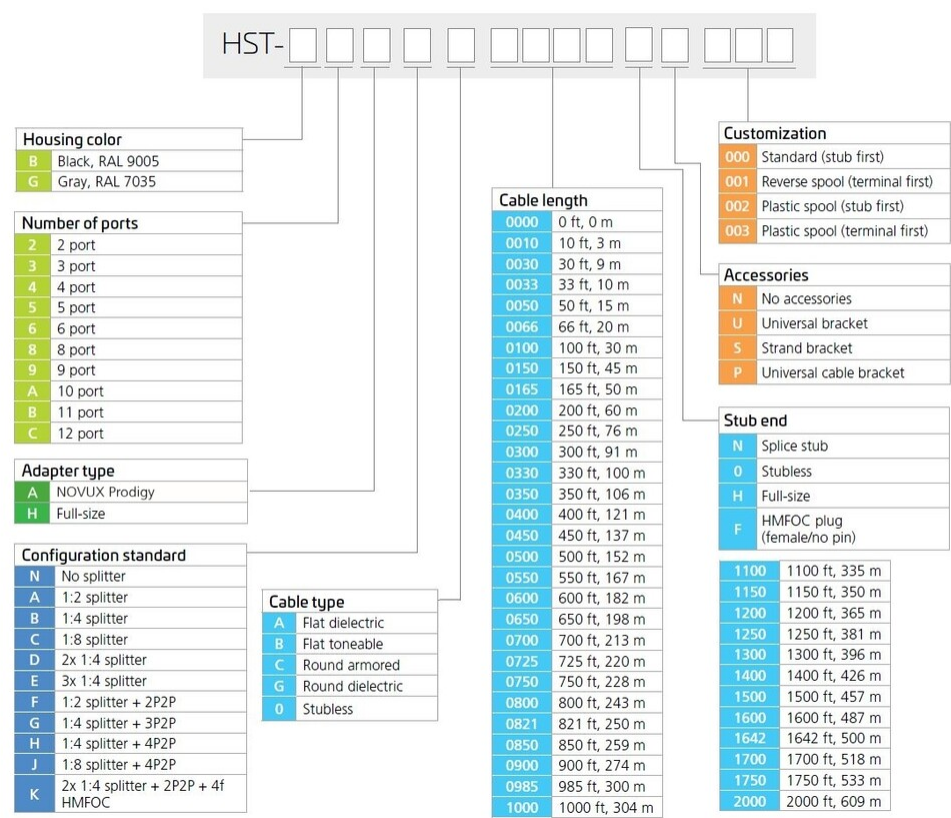 HST-
Housing color
B Black, RAL 9005
G Gray, RAL 7035
Number of ports
2 2 port
3 3 port
4 4 port
5 5 port
6 6 port
8 8 port
9 9 port
A 10 port
B 11 port
C 12 port
Adapter type
A NOVUX Prodigy
H Full-size
Configuration standard
N No splitter
A 1:2 splitter
B 1:4 splitter
C 1:8 splitter
D 2x 1:4 splitter
E 3x 1:4 splitter
F 1:2 splitter + 2P2P
G 1:4 splitter + 3P2P
H 1:4 splitter + 4P2P
J 1:8 splitter + 4P2P
K 2x 1:4 splitter + 2P2P + 4f
HMFOC
Cable type
A Flat dielectric
B Flat toneable
C Round armored
G Round dielectric
0 Stubless
Cable length
0000 0 ft, 0 m
0010 10 ft, 3 m
0030 30 ft, 9 m
0033 33 ft, 10 m
0050 50 ft, 15 m
0066 66 ft, 20 m
0100 100 ft, 30 m
0150 150 ft, 45 m
0165 165 ft, 50 m
0200 200 ft, 60 m
0250 250 ft, 76 m
0300 300 ft, 91 m
0330 330 ft, 100 m
0350 350 ft, 106 m
0400 400 ft, 121 m
0450 450 ft, 137 m
0500 500 ft, 152 m
0550 550 ft, 167 m
0600 600 ft, 182 m
0650 650 ft, 198 m
0700 700 ft, 213 m
0725 725 ft, 220 m
0750 750 ft, 228 m
0800 800 ft, 243 m
0821 821 ft, 250 m
0850 850 ft, 259 m
0900 900 ft, 274 m
0985 985 ft, 300 m
1000 1000 ft, 304 m
Customization
000 Standard (stub first)
001 Reverse spool (terminal first)
002 Plastic spool (stub first)
003 Plastic spool (terminal first)
Accessories
N No accessories
U Universal bracket
S Strand bracket
P Universal cable bracket
Stub end
N Splice stub
0 Stubless
H Full-size
F HMFOC plug
(female/no pin)
1100 1100 ft, 335 m
1150 1150 ft, 350 m
1200 1200 ft, 365 m
1250 1250 ft, 381 m
1300 1300 ft, 396 m
1400 1400 ft, 426 m
1500 1500 ft, 457 m
1600 1600 ft, 487 m
1642 1642 ft, 500 m
1700 1700 ft, 518 m
1750 1750 ft, 533 m
2000 2000 ft, 609 m